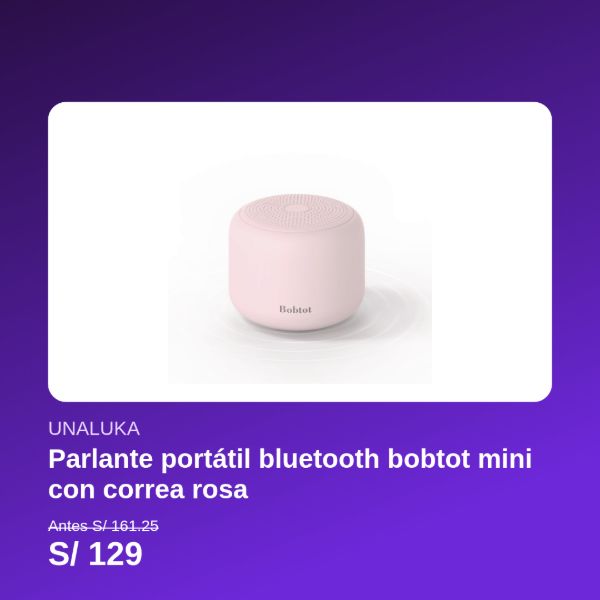 Bobtot
UNALUKA
Parlante portátil bluetooth bobtot mini
con correa rosa
Antes S/ 161.25
S/ 129